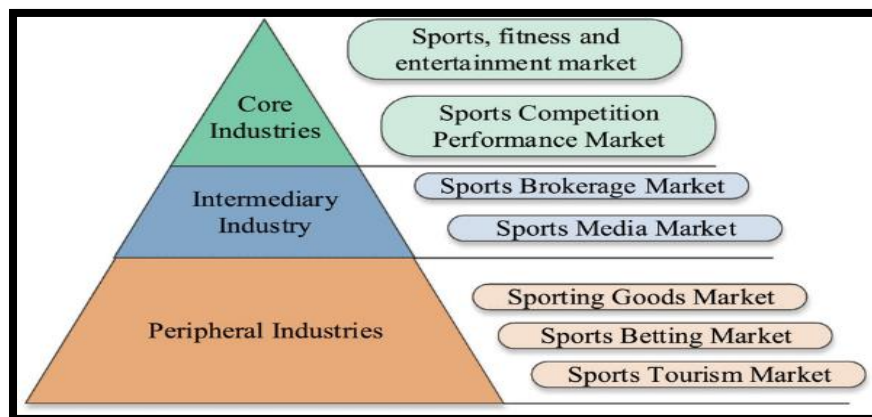 Sports, fitness and
entertainment market
Core
Industries
Sports Competition
Performance Market
Intermediary
Industry
Sports Brokerage Market
Sports Media Market
Peripheral Industries
Sporting Goods Market
Sports Betting Market
Sports Tourism Market